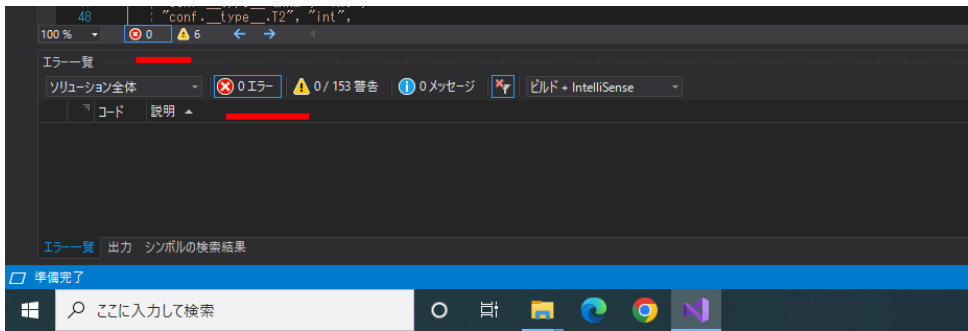 48 "conf.__type__.T2", "int",
100 % 0 6
エラー一覧
ソリューション全体 0 エラー 0 / 153 警告 0 メッセージ ビルド + IntelliSense
コード 説明
エラー一覧 出力 シンボルの検索結果
準備完了
ここに入力して検索